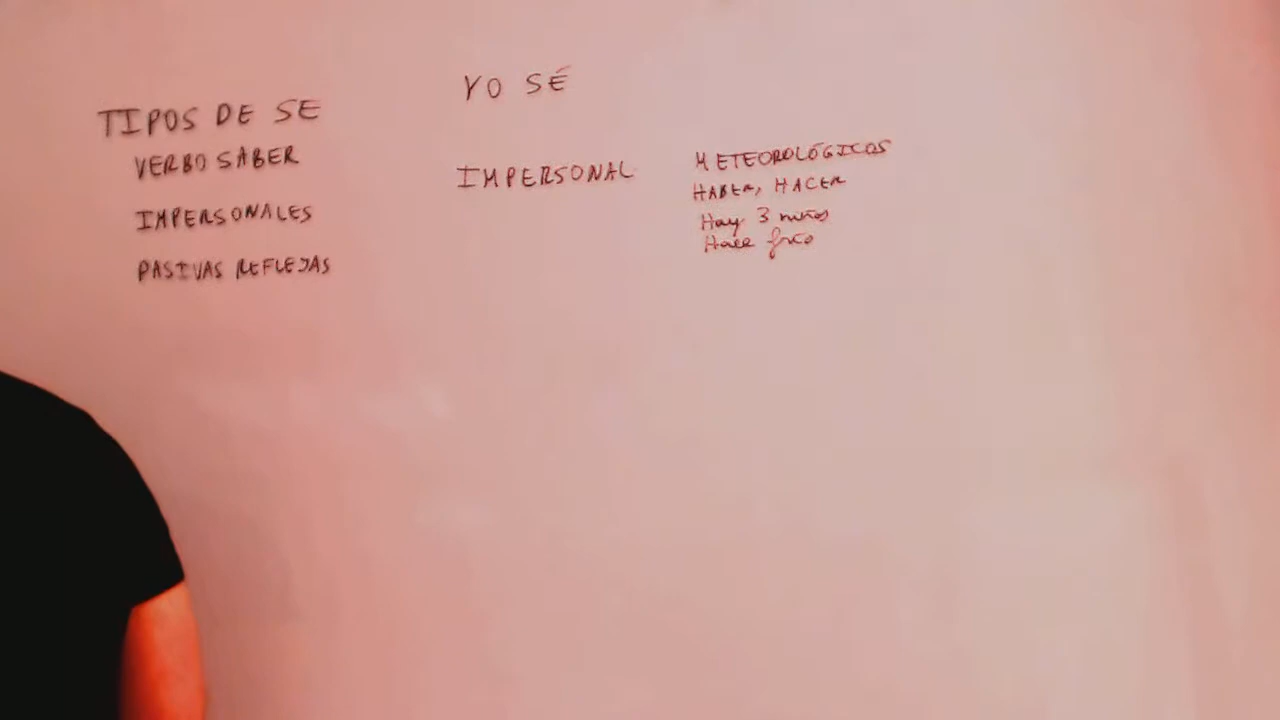 TIPOS DE SE
VERBO SABER
IMPERSONALES
PASIVAS REFLEJAS
YO SÉ
IMPERSONAL
METEOROLÓGICOS
HABER, HACER
Hay 3 niños
Hace frío